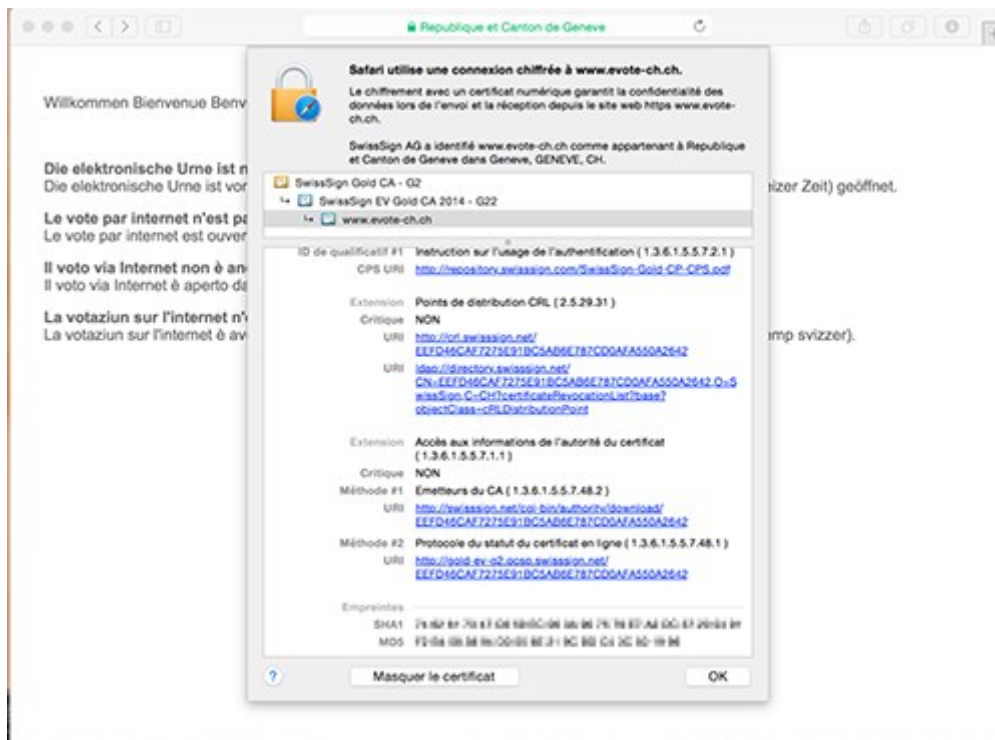 Republique et Canton de Geneve
Willkommen Bienvenue Benv
Die elektronische Urne ist n
Die elektronische Urne ist vor
eizer Zeit) geöffnet.
Le vote par internet n'est pa
Le vote par internet est ouver
Il voto via Internet non è an
Il voto via Internet è aperto da
La votaziun sur l'internet n'
La votaziun sur l'internet è av
mp svizzer).
Safari utilise une connexion chiffrée à www.evote-ch.ch.
Le chiffrement avec un certificat numérique garantit la confidentialité des
données lors de l'envoi et la réception depuis le site web https www.evote-
ch.ch.
SwissSign AG a identifié www.evote-ch.ch comme appartenant à Republique
et Canton de Geneve dans Geneve, GENEVE, CH.
SwissSign Gold CA - G2
SwissSign EV Gold CA 2014 - G22
www.evote-ch.ch
ID de qualificatif #1 Instruction sur l'usage de l'authentification ( 1.3.6.1.5.5.7.2.1 )
CPS URI http://repository.swisssign.com/SwissSign-Gold-CP-CPS.pdf
Extension Points de distribution CRL ( 2.5.29.31 )
Critique NON
URI http://crl.swisssign.net/
EEFD46CAF7275E91BC5AB6E787CD0AFA550A2642
URI ldap://directory.swisssign.net/
CN=EEFD46CAF7275E91BC5AB6E787CD0AFA550A2642,O=S
wissSign,C=CH?certificateRevocationList?base?
objectClass=cRLDistributionPoint
Extension Accès aux informations de l'autorité du certificat
( 1.3.6.1.5.5.7.1.1 )
Critique NON
Méthode #1 Émetteurs du CA ( 1.3.6.1.5.5.7.48.2 )
URI http://swisssign.net/cgi-bin/authority/download/
EEFD46CAF7275E91BC5AB6E787CD0AFA550A2642
Méthode #2 Protocole du statut du certificat en ligne ( 1.3.6.1.5.5.7.48.1 )
URI http://gold-ev-g2.ocsp.swisssign.net/
EEFD46CAF7275E91BC5AB6E787CD0AFA550A2642
Empreintes
SHA1
MD5
? Masquer le certificat OK